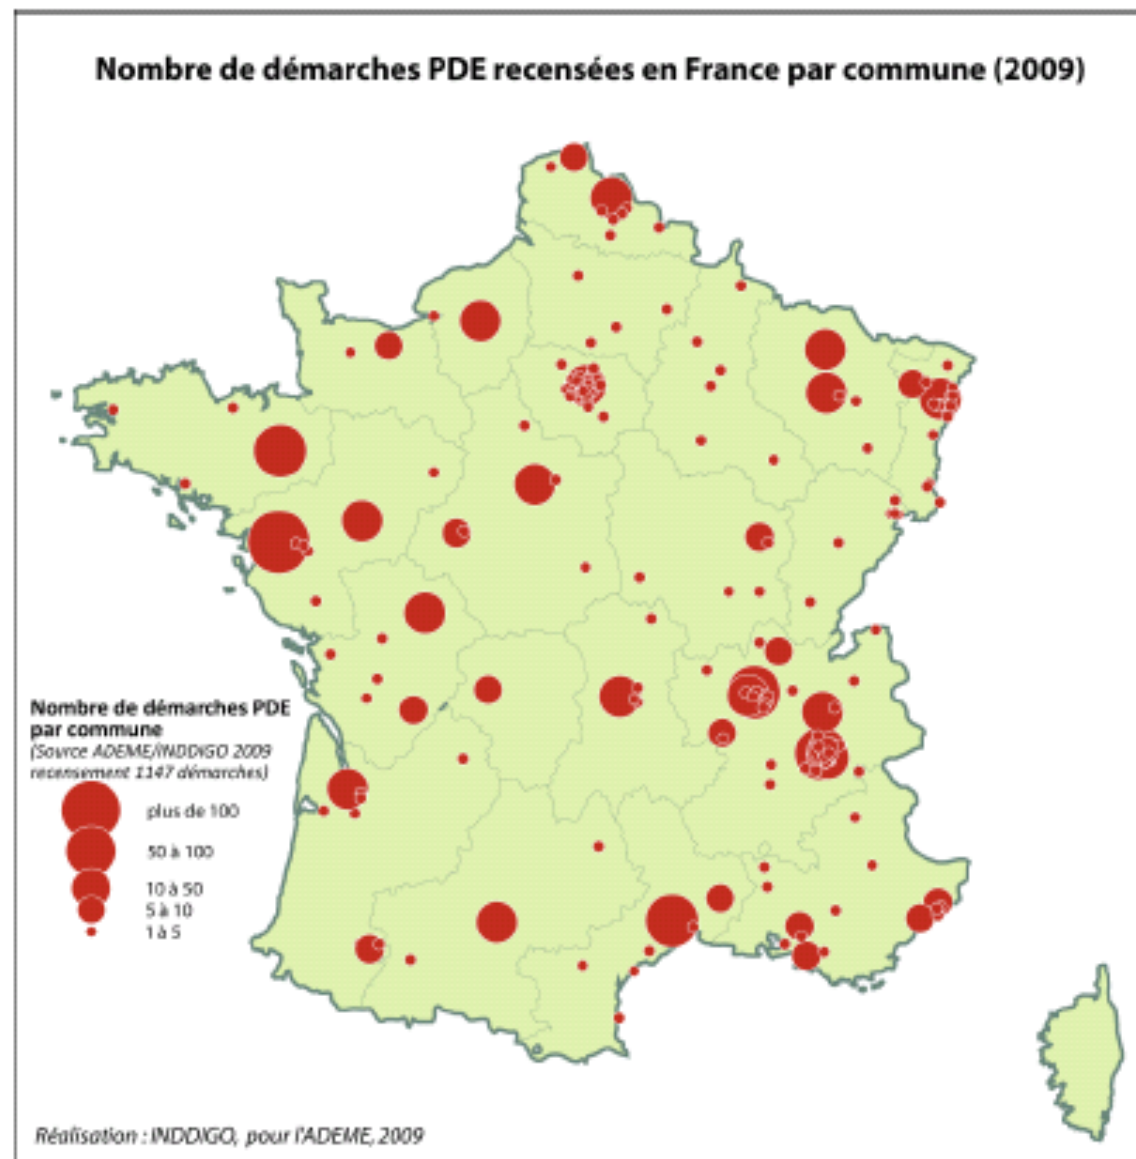 Nombre de démarches PDE recensées en France par commune (2009)
Nombre de démarches PDE
par commune
(Source ADEME/INDDIGO 2009
recensement 1147 démarches)
plus de 100
50 à 100
10 à 50
5 à 10
1 à 5
Réalisation : INDDIGO, pour l'ADEME, 2009